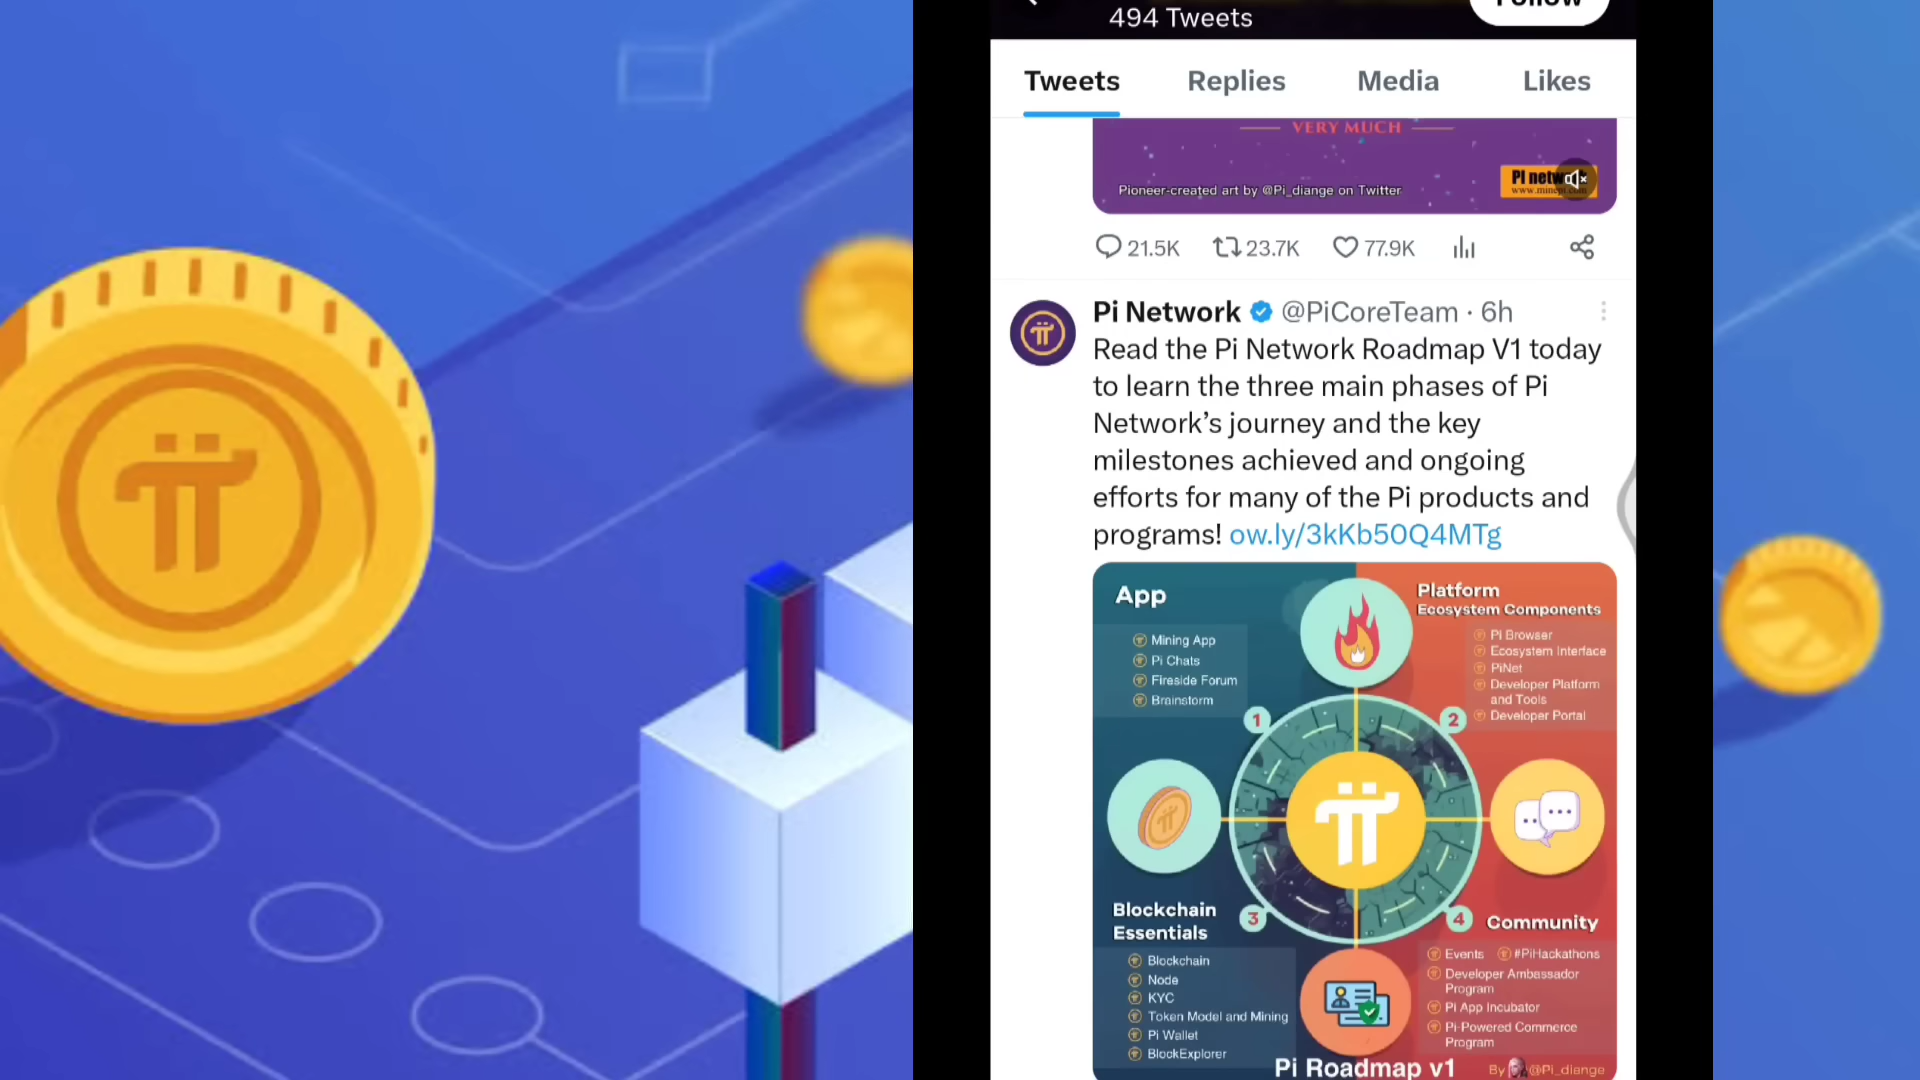 494 Tweets
Follow
Tweets Replies Media Likes
VERY MUCH
Pioneer-created art by @Pi_diange on Twitter
PI
21.5K 23.7K 77.9K
Pi Network @PiCoreTeam · 6h
Read the Pi Network Roadmap V1 today
to learn the three main phases of Pi
Network’s journey and the key
milestones achieved and ongoing
efforts for many of the Pi products and
programs! ow.ly/3kKb50Q4MTg
App
Mining App
Pi Chats
Fireside Forum
Brainstorm
Platform
Ecosystem Components
Pi Browser
Ecosystem Interface
PiNet
Developer Platform
and Tools
Developer Portal
1
2
3
4
Blockchain
Essentials
Blockchain
Node
KYC
Token Model and Mining
Pi Wallet
BlockExplorer
Community
Events #PiHackathons
Developer Ambassador
Program
Pi App Incubator
Pi-Powered Commerce
Program
Pi Roadmap v1
By @Pi_diange